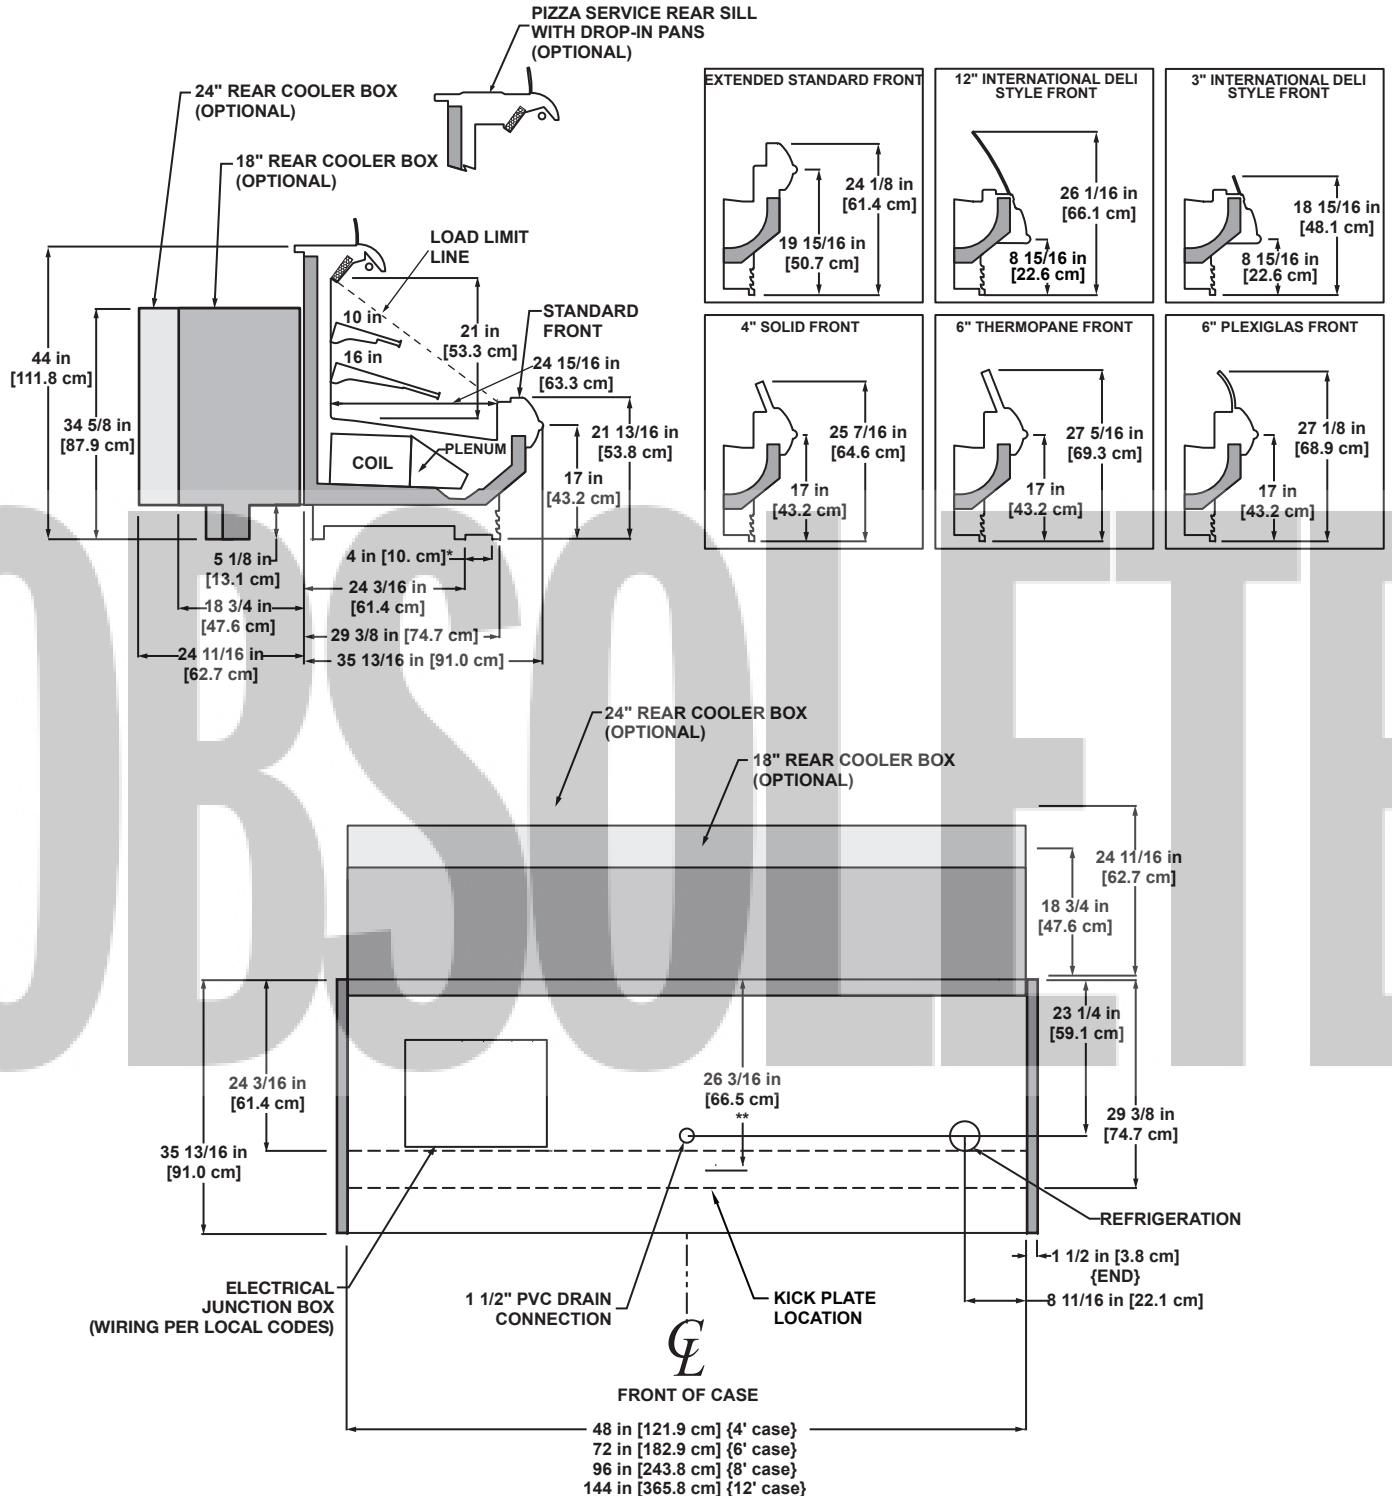 PIZZA SERVICE REAR SILL
WITH DROP-IN PANS
(OPTIONAL)
24" REAR COOLER BOX
(OPTIONAL)
18" REAR COOLER BOX
(OPTIONAL)
LOAD LIMIT
LINE
10 in
16 in
21 in
[53.3 cm]
STANDARD
FRONT
24 15/16 in
[63.3 cm]
44 in
[111.8 cm]
34 5/8 in
[87.9 cm]
COIL
PLENUM
21 13/16 in
[53.8 cm]
17 in
[43.2 cm]
5 1/8 in
[13.1 cm]
4 in [10. cm]*
18 3/4 in
[47.6 cm]
24 3/16 in
[61.4 cm]
29 3/8 in [74.7 cm]
24 11/16 in
[62.7 cm]
35 13/16 in [91.0 cm]
EXTENDED STANDARD FRONT
24 1/8 in
[61.4 cm]
19 15/16 in
[50.7 cm]
12" INTERNATIONAL DELI
STYLE FRONT
26 1/16 in
[66.1 cm]
8 15/16 in
[22.6 cm]
3" INTERNATIONAL DELI
STYLE FRONT
18 15/16 in
[48.1 cm]
8 15/16 in
[22.6 cm]
4" SOLID FRONT
25 7/16 in
[64.6 cm]
17 in
[43.2 cm]
6" THERMOPANE FRONT
27 5/16 in
[69.3 cm]
17 in
[43.2 cm]
6" PLEXIGLAS FRONT
27 1/8 in
[68.9 cm]
17 in
[43.2 cm]
OBSOLETE
24" REAR COOLER BOX
(OPTIONAL)
18" REAR COOLER BOX
(OPTIONAL)
24 11/16 in
[62.7 cm]
18 3/4 in
[47.6 cm]
23 1/4 in
[59.1 cm]
24 3/16 in
[61.4 cm]
26 3/16 in
[66.5 cm]
**
29 3/8 in
[74.7 cm]
35 13/16 in
[91.0 cm]
REFRIGERATION
1 1/2 in [3.8 cm]
{END}
8 11/16 in [22.1 cm]
ELECTRICAL
JUNCTION BOX
(WIRING PER LOCAL CODES)
1 1/2" PVC DRAIN
CONNECTION
KICK PLATE
LOCATION
CL
FRONT OF CASE
48 in [121.9 cm] {4' case}
72 in [182.9 cm] {6' case}
96 in [243.8 cm] {8' case}
144 in [365.8 cm] {12' case}